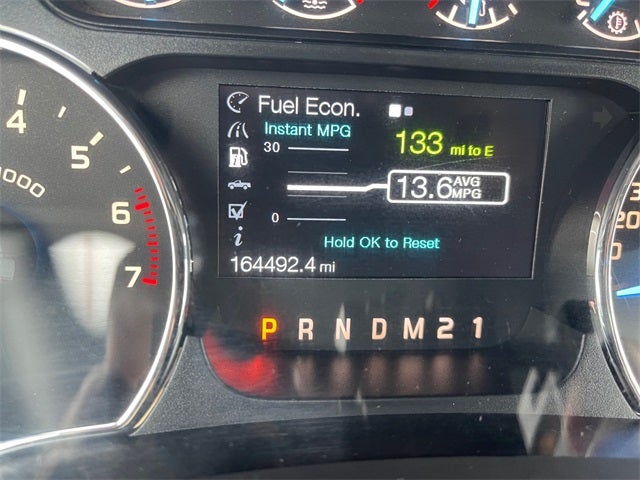 Fuel Econ.
Instant MPG
133 mi to E
30
13.6 AVG MPG
0
Hold OK to Reset
164492.4 mi
P R N D M 2 1
4
5
6
7